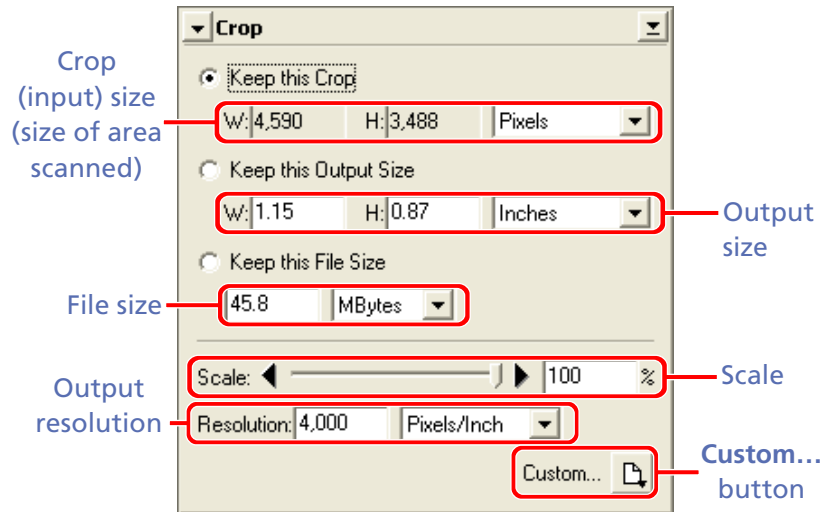 Crop
Crop
(input) size
(size of area
scanned)
Keep this Crop
W: 4,590 H: 3,488 Pixels
Keep this Output Size
W: 1.15 H: 0.87 Inches
Output
size
Keep this File Size
File size
45.8 MBytes
Scale: 100 %
Scale
Output
resolution
Resolution: 4,000 Pixels/Inch
Custom...
Custom...
button